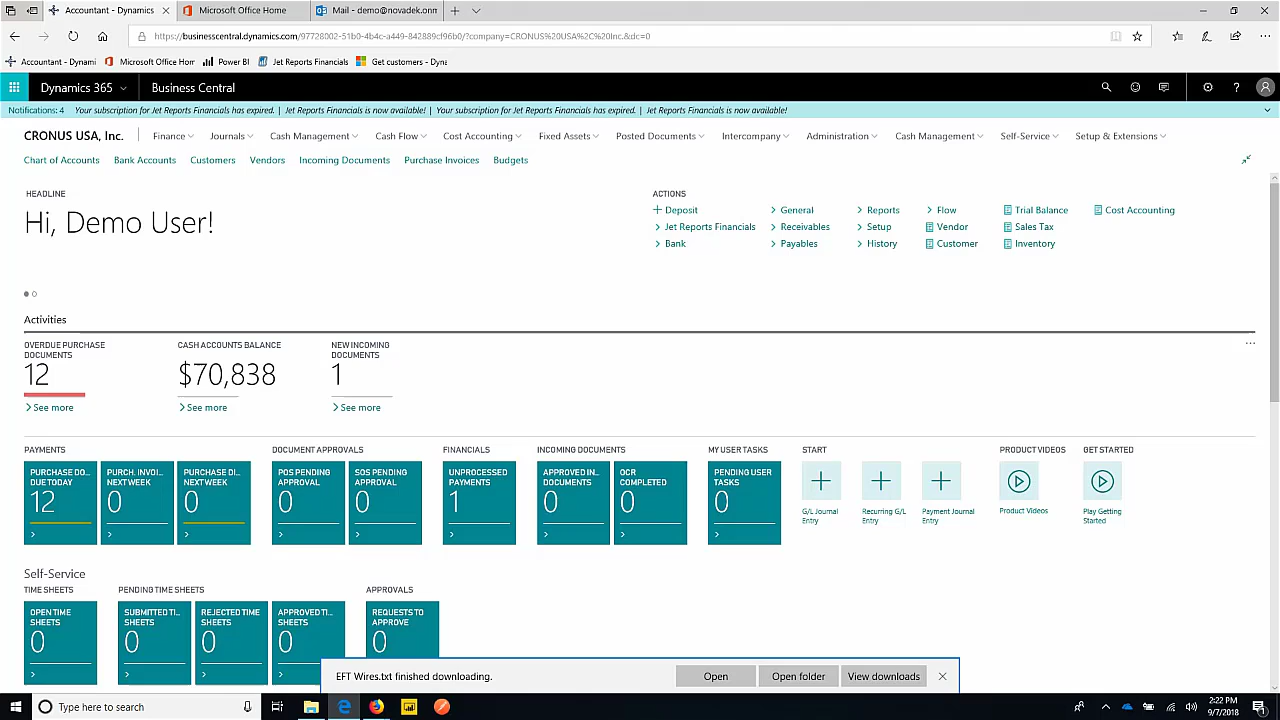 Accountant - Dynamics
Microsoft Office Home
Mail - demo@novadek.onm
https://businesscentral.dynamics.com/97728002-51b0-4b4c-a449-842889cf96b0/?company=CRONUS%20USA%2C%20Inc.&dc=0
Accountant - Dynami
Microsoft Office Hom
Power BI
Jet Reports Financials
Get customers - Dyna
Dynamics 365
Business Central
Notifications: 4
Your subscription for Jet Reports Financials has expired. | Jet Reports Financials is now available! | Your subscription for Jet Reports Financials has expired. | Jet Reports Financials is now available!
CRONUS USA, Inc.
Finance
Journals
Cash Management
Cash Flow
Cost Accounting
Fixed Assets
Posted Documents
Intercompany
Administration
Cash Management
Self-Service
Setup & Extensions
Chart of Accounts
Bank Accounts
Customers
Vendors
Incoming Documents
Purchase Invoices
Budgets
HEADLINE
Hi, Demo User!
ACTIONS
Deposit
General
Reports
Flow
Trial Balance
Cost Accounting
Jet Reports Financials
Receivables
Setup
Vendor
Sales Tax
Bank
Payables
History
Customer
Inventory
Activities
OVERDUE PURCHASE
DOCUMENTS
12
See more
CASH ACCOUNTS BALANCE
$70,838
See more
NEW INCOMING
DOCUMENTS
1
See more
PAYMENTS
PURCHASE DO...
DUE TODAY
12
PURCH. INVOI...
NEXT WEEK
0
PURCHASE DI...
NEXT WEEK
0
DOCUMENT APPROVALS
POS PENDING
APPROVAL
0
SOS PENDING
APPROVAL
0
FINANCIALS
UNPROCESSED
PAYMENTS
1
INCOMING DOCUMENTS
APPROVED IN...
DOCUMENTS
0
OCR
COMPLETED
0
MY USER TASKS
PENDING USER
TASKS
0
START
G/L Journal
Entry
Recurring G/L
Entry
Payment Journal
Entry
PRODUCT VIDEOS
Product Videos
GET STARTED
Play Getting
Started
Self-Service
TIME SHEETS
OPEN TIME
SHEETS
0
PENDING TIME SHEETS
SUBMITTED TI...
SHEETS
0
REJECTED TIME
SHEETS
0
APPROVED TI...
SHEETS
0
APPROVALS
REQUESTS TO
APPROVE
0
EFT Wires.txt finished downloading.
Open
Open folder
View downloads
Type here to search
2:22 PM
9/7/2018
1